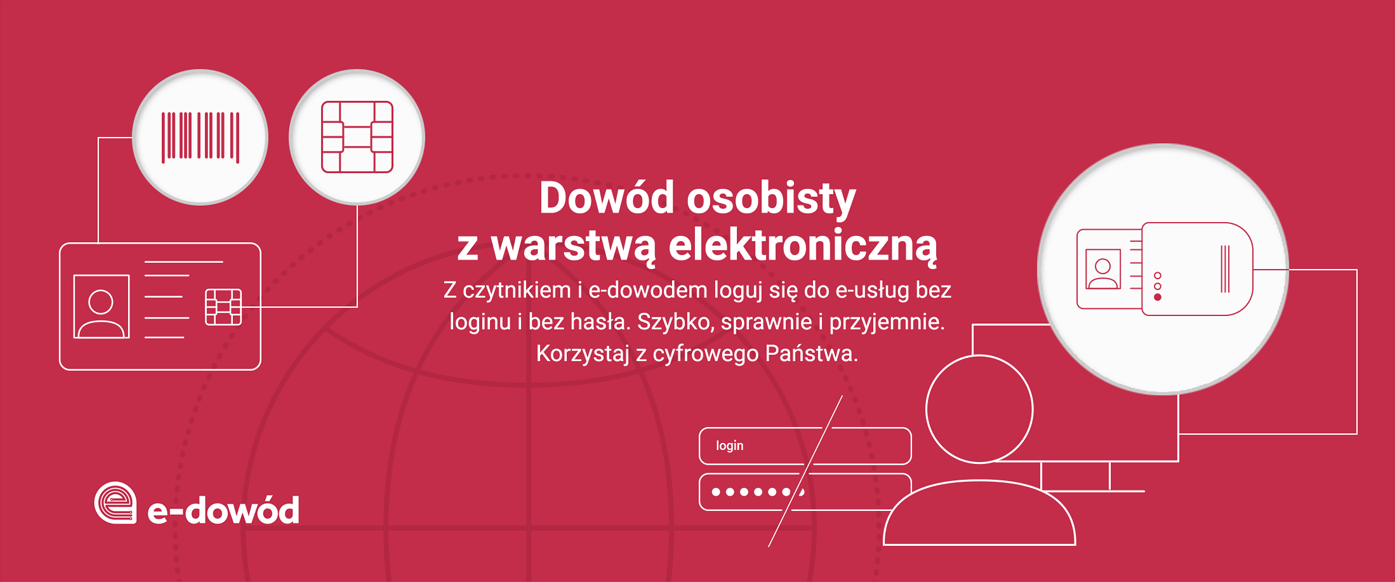 Dowód osobisty
z warstwą elektroniczną
Z czytnikiem i e-dowodem loguj się do e-usług bez
loginu i bez hasła. Szybko, sprawnie i przyjemnie.
Korzystaj z cyfrowego Państwa.
login
e-dowód